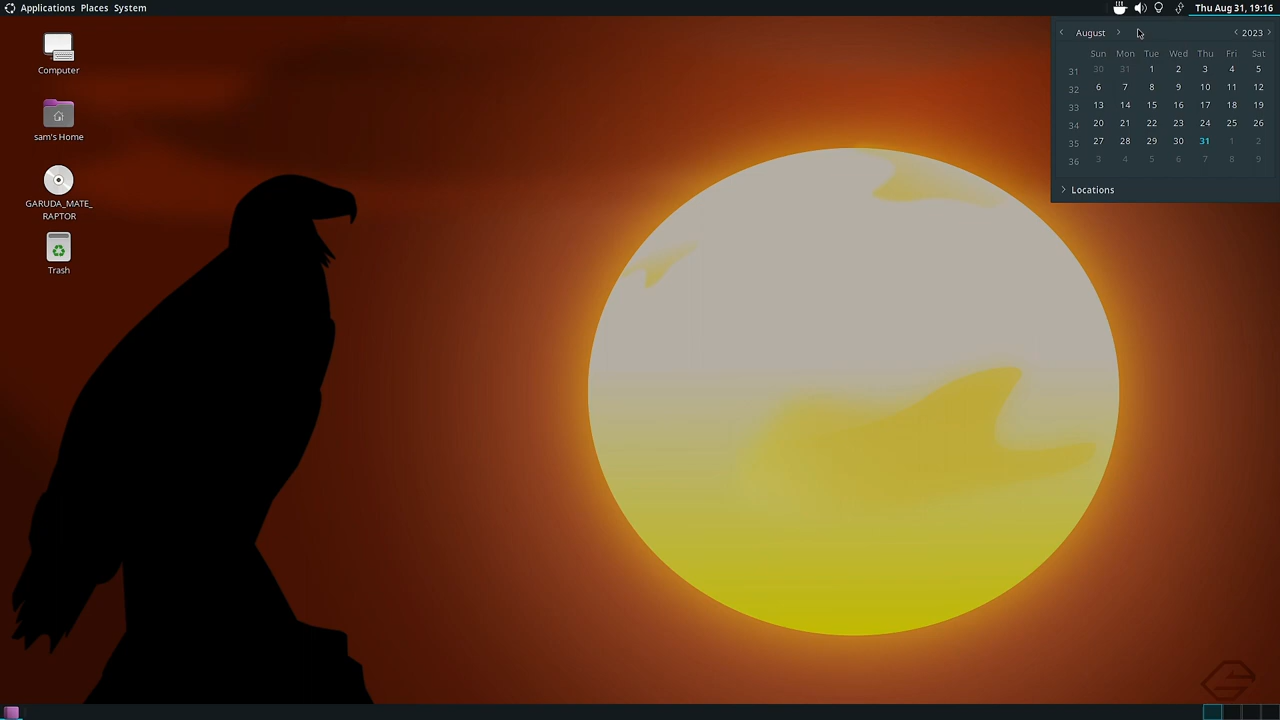 Applications Places System
Thu Aug 31, 19:16
Computer
sam's Home
GARUDA_MATE_
RAPTOR
Trash
August 2023
Sun Mon Tue Wed Thu Fri Sat
31 30 31 1 2 3 4 5
32 6 7 8 9 10 11 12
33 13 14 15 16 17 18 19
34 20 21 22 23 24 25 26
35 27 28 29 30 31 1 2
36 3 4 5 6 7 8 9
Locations